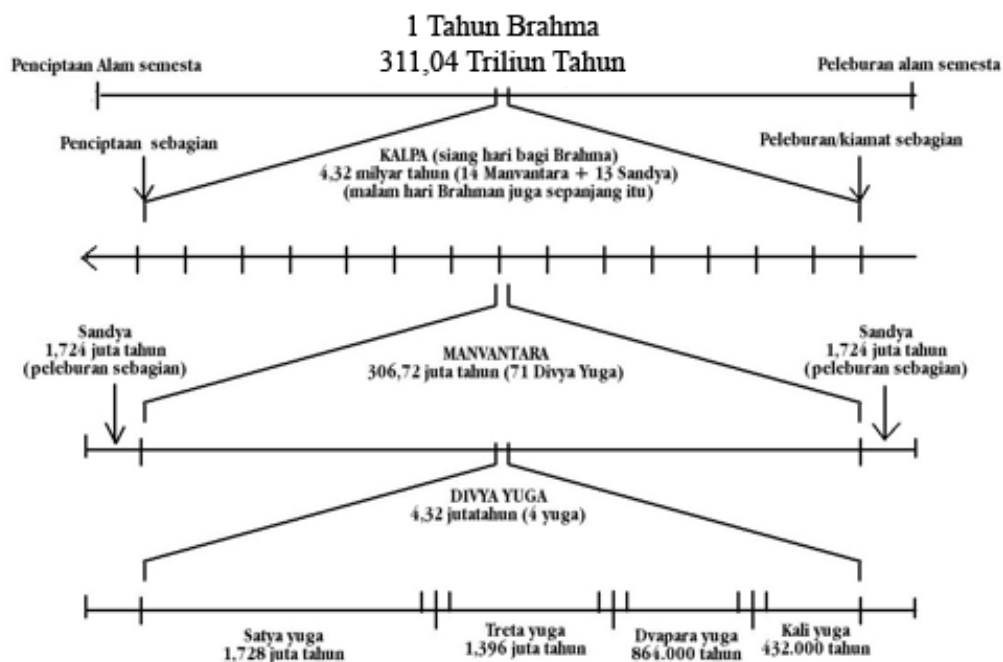 1 Tahun Brahma
311,04 Triliun Tahun
Penciptaan Alam semesta
Peleburan alam semesta
Penciptaan sebagian
Peleburan/kiamat sebagian
KALPA (siang hari bagi Brahma)
4,32 milyar tahun (14 Manvantara + 13 Sandya)
(malam hari Brahman juga sepanjang itu)
Sandya
1,724 juta tahun
(peleburan sebagian)
Sandya
1,724 juta tahun
(peleburan sebagian)
MANVANTARA
306,72 juta tahun (71 Divya Yuga)
DIVYA YUGA
4,32 jutatahun (4 yuga)
Satya yuga
1,728 juta tahun
Treta yuga
1,396 juta tahun
Dvapara yuga
864.000 tahun
Kali yuga
432.000 tahun